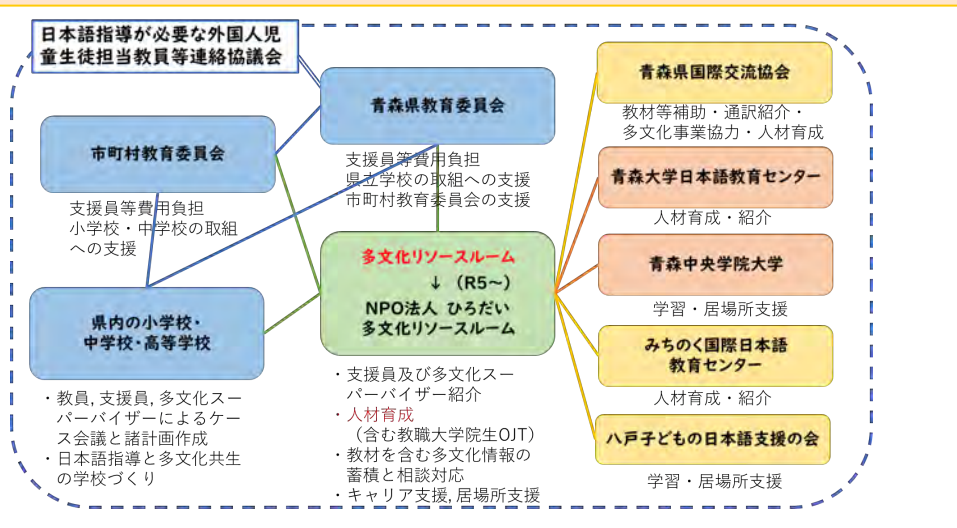 日本語指導が必要な外国人児
童生徒担当教員等連絡協議会
青森県教育委員会
支援員等費用負担
県立学校の取組への支援
市町村教育委員会の支援
市町村教育委員会
支援員等費用負担
小学校・中学校の取組
への支援
県内の小学校・
中学校・高等学校
・教員, 支援員, 多文化スー
パーバイザーによるケー
ス会議と諸計画作成
・日本語指導と多文化共生
の学校づくり
多文化リソースルーム
↓ （R5～）
NPO法人 ひろだい
多文化リソースルーム
・支援員及び多文化スー
パーバイザー紹介
・人材育成
（含む教職大学院生OJT）
・教材を含む多文化情報の
蓄積と相談対応
・キャリア支援, 居場所支援
青森県国際交流協会
教材等補助・通訳紹介・
多文化事業協力・人材育成
青森大学日本語教育センター
人材育成・紹介
青森中央学院大学
学習・居場所支援
みちのく国際日本語
教育センター
人材育成・紹介
八戸子どもの日本語支援の会
学習・居場所支援